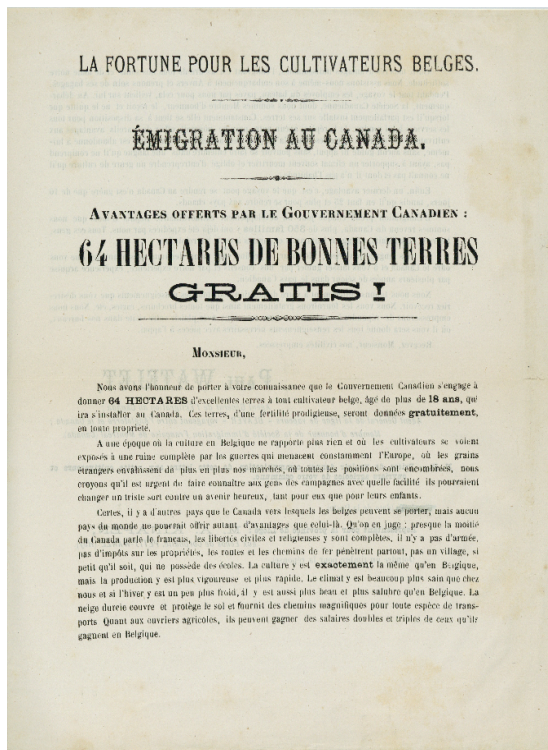 LA FORTUNE POUR LES CULTIVATEURS BELGES.
ÉMIGRATION AU CANADA.
AVANTAGES OFFERTS PAR LE GOUVERNEMENT CANADIEN :
64 HECTARES DE BONNES TERRES
GRATIS !
MONSIEUR,
Nous avons l'honneur de porter à votre connaissance que le Gouvernement Canadien s'engage à
donner 64 HECTARES d'excellentes terres à tout cultivateur belge, âgé de plus de 18 ans, qui
ira s'installer au Canada. Ces terres, d'une fertilité prodigieuse, seront données gratuitement,
en toute propriété.
A une époque où la culture en Belgique ne rapporte plus rien et où les cultivateurs se voient
exposés à une ruine complète par les guerres qui menacent constamment l'Europe, où les grains
étrangers envahissent de plus en plus nos marchés, où toutes les positions sont encombrées, nous
croyons qu'il est urgent de faire connaître aux gens des campagnes avec quelle facilité ils pourraient
changer un triste sort contre un avenir heureux, tant pour eux que pour leurs enfants.
Certes, il y a d'autres pays que le Canada vers lesquels les belges peuvent se porter, mais aucun
pays du monde ne pourrait offrir autant d'avantages que celui-là. Qu'on en juge : presque la moitié
du Canada parle le français, les libertés civiles et religieuses y sont complètes, il n'y a pas d'armée,
pas d'impôts sur les propriétés, les routes et les chemins de fer pénètrent partout, pas un village, si
petit qu'il soit, qui ne possède des écoles. La culture y est exactement la même qu'en Belgique,
mais la production y est plus vigoureuse et plus rapide. Le climat y est beaucoup plus sain que chez
nous et si l'hiver y est un peu plus froid, il y est aussi plus beau et plus salubre qu'en Belgique. La
neige durcie couvre et protège le sol et fournit des chemins magnifiques pour toute espèce de trans-
ports Quant aux ouvriers agricoles, ils peuvent gagner des salaires doubles et triples de ceux qu'ils
gagnent en Belgique.